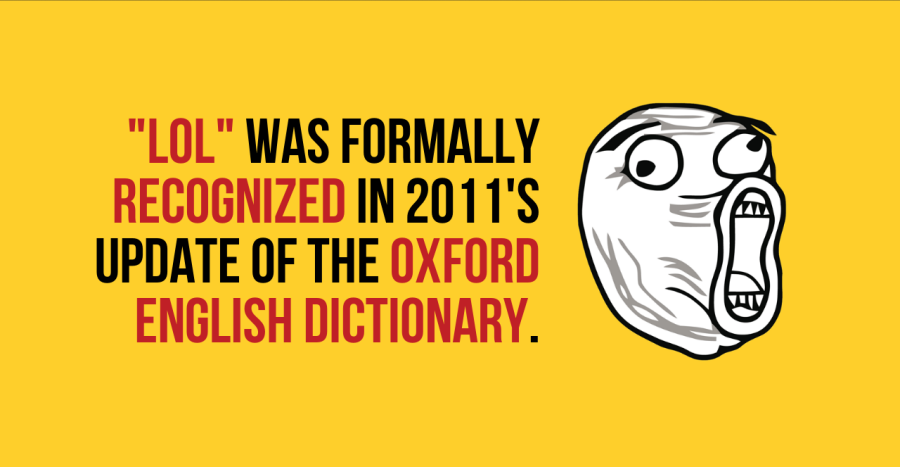 "LOL" WAS FORMALLY
RECOGNIZED IN 2011'S
UPDATE OF THE OXFORD
ENGLISH DICTIONARY.